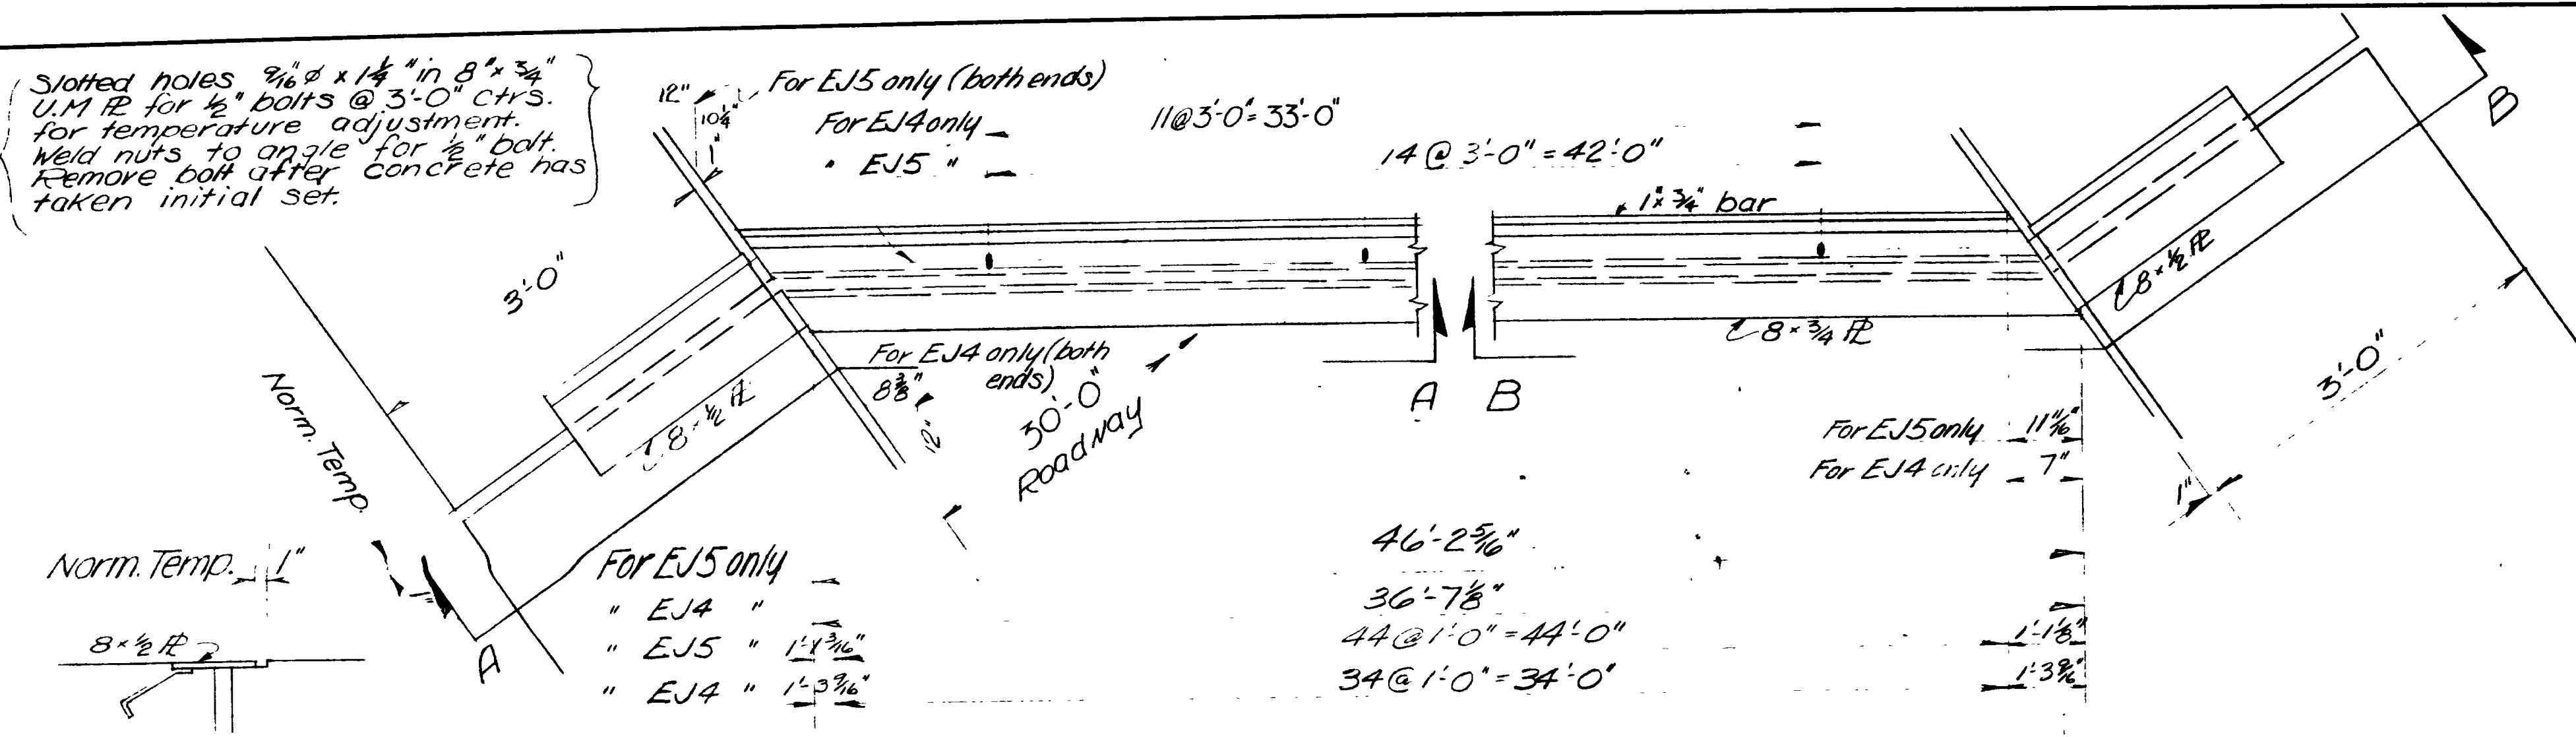 Slotted holes 9/16" ø x 1 1/4" in 8" x 3/4"
U.M ℙL for 1/2" bolts @ 3'-0" ctrs.
for temperature adjustment.
Weld nuts to angle for 1/2" bolt.
Remove bolt after concrete has
taken initial set.
12"
For EJ5 only (both ends)
10 1/4"
1"
For EJ4 only
11@3'-0"=33'-0"
" EJ5 "
14 @ 3'-0" = 42'-0"
1" x 3/4" bar
B
3'-0"
8 x 1/2 ℙL
8 x 3/4 ℙL
For EJ4 only (both
ends)
8 3/8"
12"
8 x 1/2 ℙL
30'-0"
Roadway
A
B
3'-0"
Norm. Temp.
1"
For EJ5 only 11 11/16"
For EJ4 only 7"
1"
Norm. Temp. 1"
8 x 1/2 ℙL
A
For EJ5 only 46'-2 5/16"
" EJ4 " 36'-7 1/8"
" EJ5 " 44 @ 1'-0" = 44'-0" 1'-1 1/8"
" EJ4 " 1'-3 9/16" 34 @ 1'-0" = 34'-0" 1'-3 9/16"